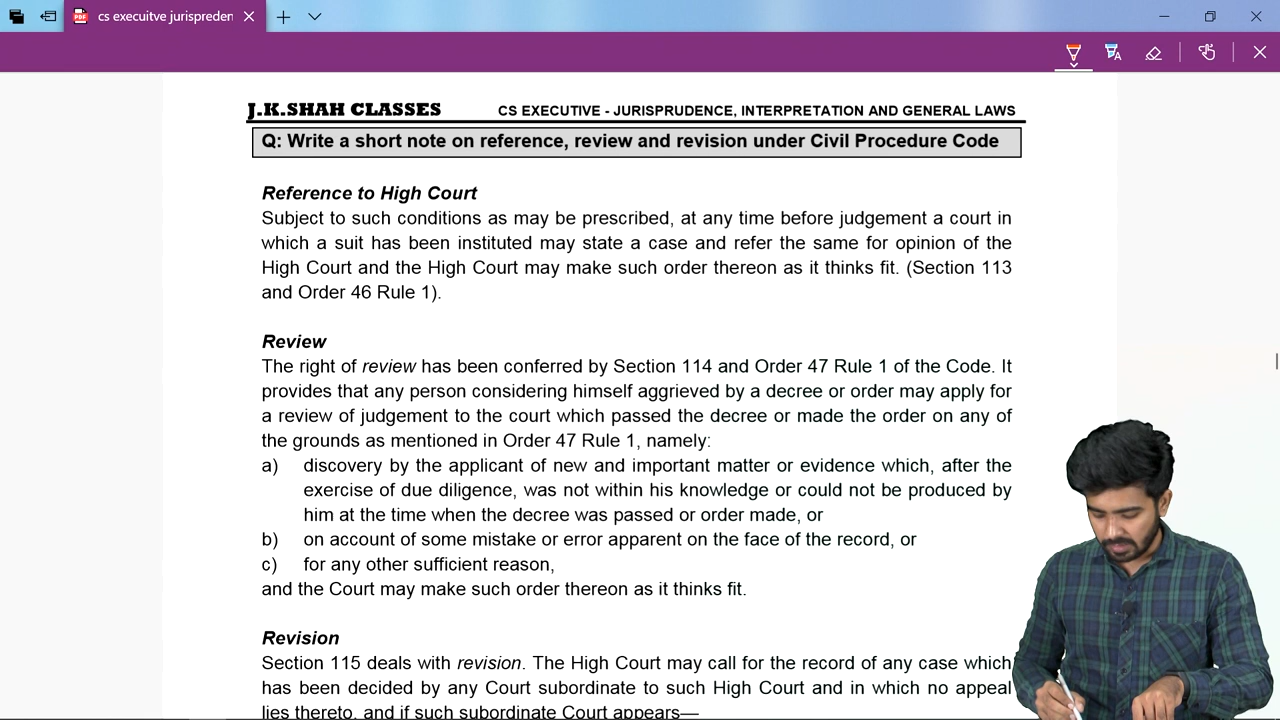 cs execuitve jurispreden
J.K.SHAH CLASSES CS EXECUTIVE - JURISPRUDENCE, INTERPRETATION AND GENERAL LAWS
Q: Write a short note on reference, review and revision under Civil Procedure Code
Reference to High Court
Subject to such conditions as may be prescribed, at any time before judgement a court in
which a suit has been instituted may state a case and refer the same for opinion of the
High Court and the High Court may make such order thereon as it thinks fit. (Section 113
and Order 46 Rule 1).
Review
The right of review has been conferred by Section 114 and Order 47 Rule 1 of the Code. It
provides that any person considering himself aggrieved by a decree or order may apply for
a review of judgement to the court which passed the decree or made the order on any of
the grounds as mentioned in Order 47 Rule 1, namely:
a) discovery by the applicant of new and important matter or evidence which, after the
exercise of due diligence, was not within his knowledge or could not be produced by
him at the time when the decree was passed or order made, or
b) on account of some mistake or error apparent on the face of the record, or
c) for any other sufficient reason,
and the Court may make such order thereon as it thinks fit.
Revision
Section 115 deals with revision. The High Court may call for the record of any case which
has been decided by any Court subordinate to such High Court and in which no appeal
lies thereto, and if such subordinate Court appears—